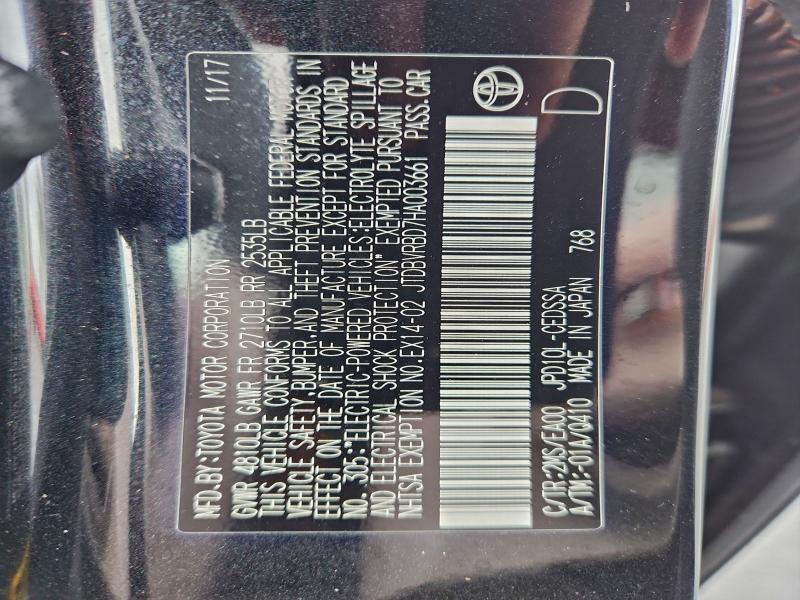 MFD.BY:TOYOTA MOTOR CORPORATION 11/17
GVWR 4810LB GAWR FR 2710LB RR 2535LB
THIS VEHICLE CONFORMS TO ALL APPLICABLE FEDERAL MOTOR
VEHICLE SAFETY,BUMPER,AND THEFT PREVENTION STANDARDS IN
EFFECT ON THE DATE OF MANUFACTURE EXCEPT FOR STANDARD
NO.305:"ELECTRIC-POWERED VEHICLES:ELECTROLYTE SPILLAGE
AND ELECTRICAL SHOCK PROTECTION" EXEMPTED PURSUANT TO
NHTSA EXEMPTION NO.EX14-02 JTDBVRBD7HA003661 PASS.CAR
D
C/TR:2NS/EA00 JPD10L-CEDSSA
A/TM:-01A/Q410 MADE IN JAPAN 768